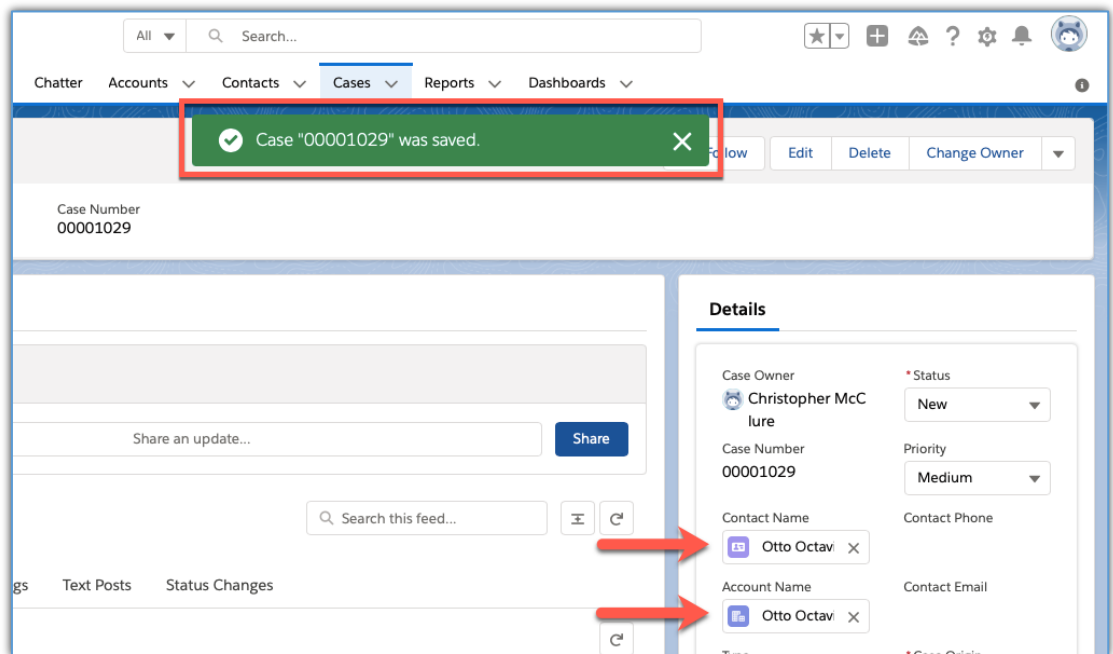 All
Search...
Chatter Accounts Contacts Cases Reports Dashboards
Case "00001029" was saved.
Edit Delete Change Owner
Case Number
00001029
Details
Case Owner
Christopher McC
lure
* Status
New
Case Number
00001029
Priority
Medium
Share an update...
Share
Search this feed...
Contact Name
Otto Octavi
Contact Phone
Text Posts Status Changes
Account Name
Otto Octavi
Contact Email